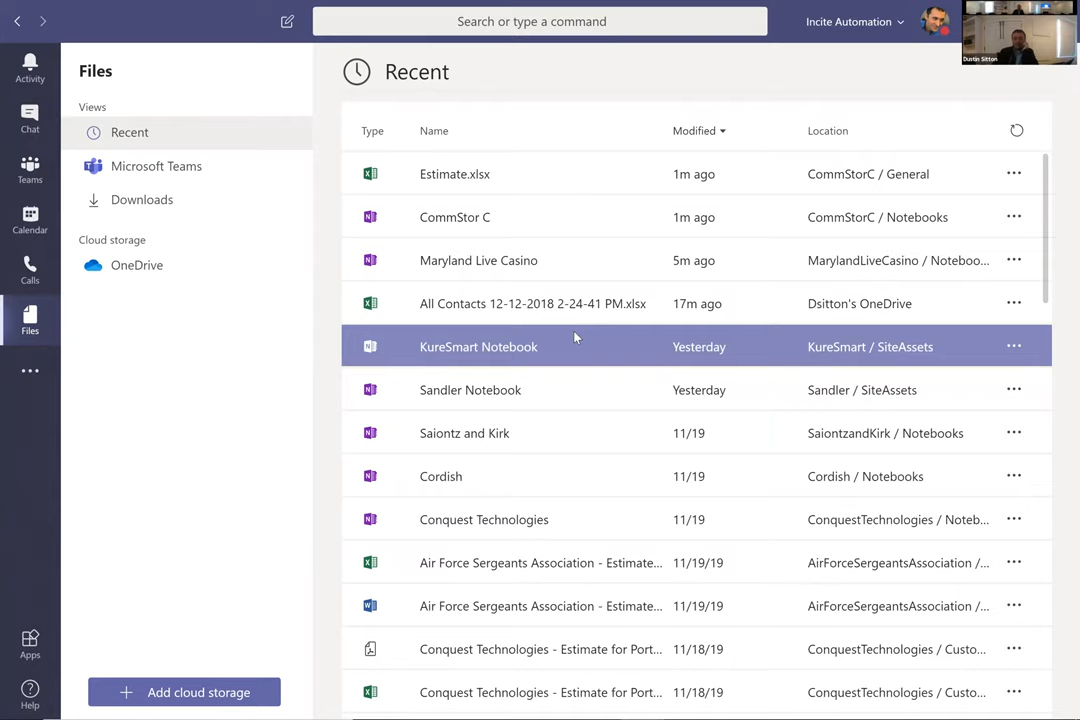 Search or type a command
Incite Automation
Dustin Sitton
Activity
Chat
Teams
Calendar
Calls
Files
Apps
Help
Files
Views
Recent
Microsoft Teams
Downloads
Cloud storage
OneDrive
Add cloud storage
Recent
Type Name Modified Location
Estimate.xlsx 1m ago CommStorC / General
CommStor C 1m ago CommStorC / Notebooks
Maryland Live Casino 5m ago MarylandLiveCasino / Noteboo...
All Contacts 12-12-2018 2-24-41 PM.xlsx 17m ago Dsitton's OneDrive
KureSmart Notebook Yesterday KureSmart / SiteAssets
Sandler Notebook Yesterday Sandler / SiteAssets
Saiontz and Kirk 11/19 SaiontzandKirk / Notebooks
Cordish 11/19 Cordish / Notebooks
Conquest Technologies 11/19 ConquestTechnologies / Noteb...
Air Force Sergeants Association - Estimate... 11/19/19 AirForceSergeantsAssociation /...
Air Force Sergeants Association - Estimate... 11/19/19 AirForceSergeantsAssociation /...
Conquest Technologies - Estimate for Port... 11/18/19 ConquestTechnologies / Custo...
Conquest Technologies - Estimate for Port... 11/18/19 ConquestTechnologies / Custo...